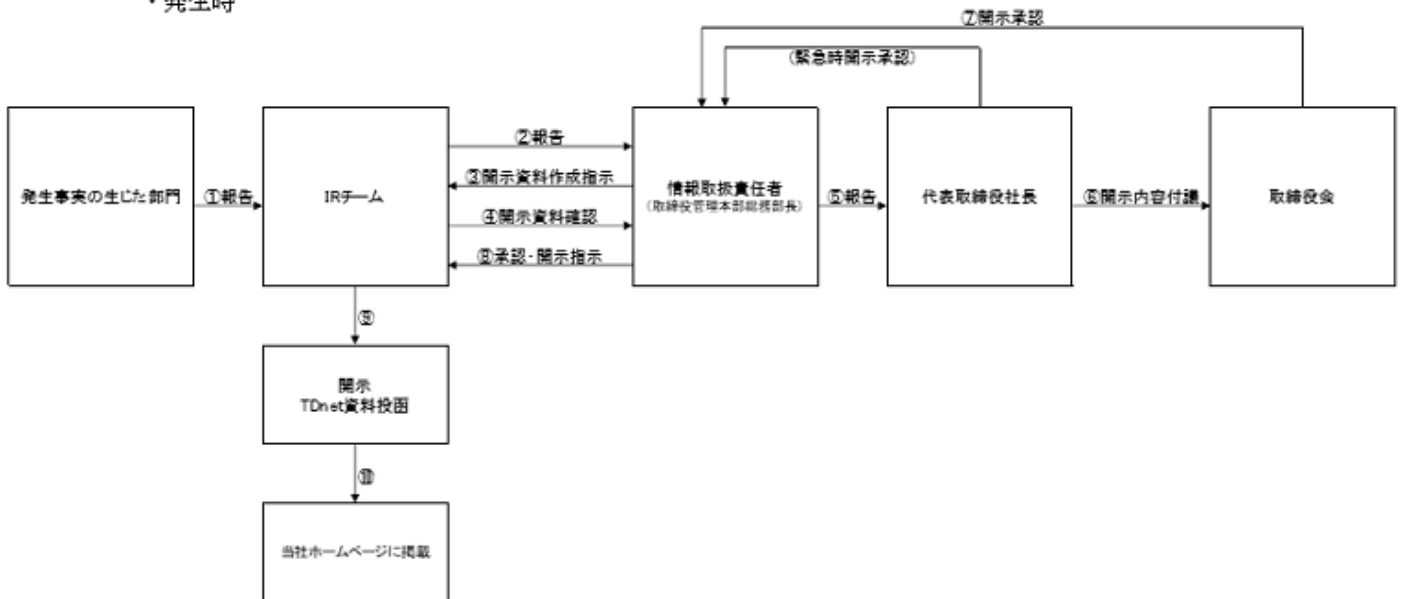 ・発生時
⑦開示承認
（緊急時開示承認）
発生事実の生じた部門
①報告
IRチーム
②報告
③開示資料作成指示
④開示資料確認
⑧承認・開示指示
情報取扱責任者
（取締役管理本部総務部長）
⑤報告
代表取締役社長
⑥開示内容付議
取締役会
⑨
開示
TDnet資料投函
⑩
当社ホームページに掲載